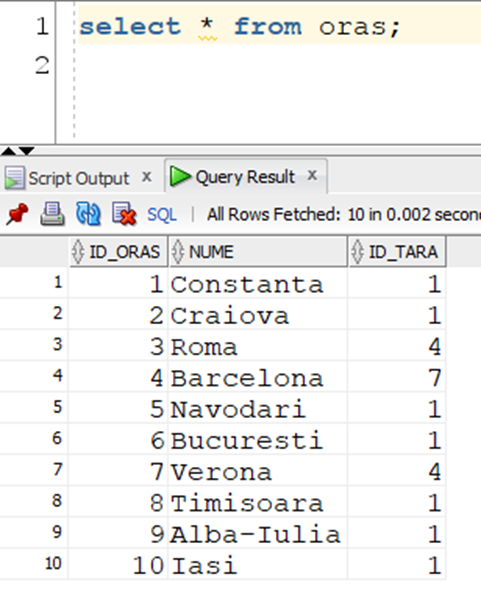 1 select * from oras;
2
Script Output x Query Result x
SQL | All Rows Fetched: 10 in 0.002
ID_ORAS NUME ID_TARA
1 1 Constanta 1
2 2 Craiova 1
3 3 Roma 4
4 4 Barcelona 7
5 5 Navodari 1
6 6 Bucuresti 1
7 7 Verona 4
8 8 Timisoara 1
9 9 Alba-Iulia 1
10 10 Iasi 1